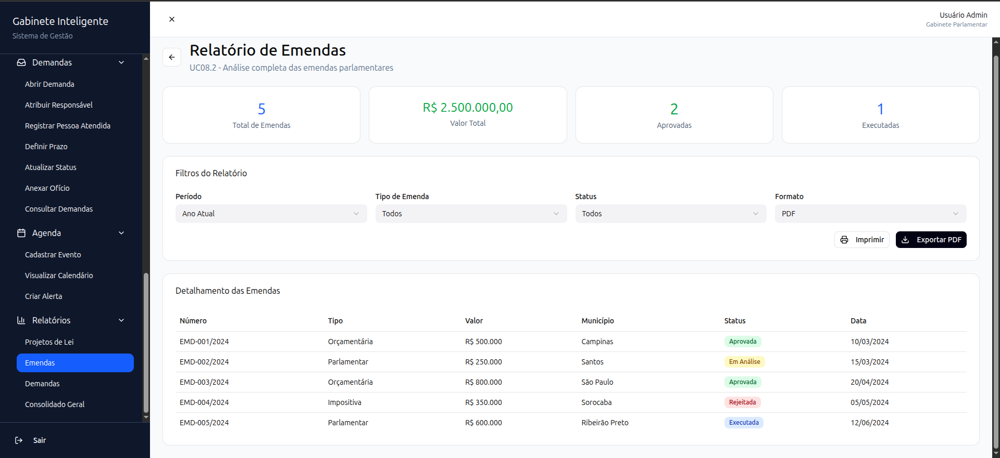 Gabinete Inteligente
Sistema de Gestão
Demandas
Abrir Demanda
Atribuir Responsável
Registrar Pessoa Atendida
Definir Prazo
Atualizar Status
Anexar Ofício
Consultar Demandas
Agenda
Cadastrar Evento
Visualizar Calendário
Criar Alerta
Relatórios
Projetos de Lei
Emendas
Demandas
Consolidado Geral
Sair
Usuário Admin
Gabinete Parlamentar
Relatório de Emendas
UC08.2 - Análise completa das emendas parlamentares
5
Total de Emendas
R$ 2.500.000,00
Valor Total
2
Aprovadas
1
Executadas
Filtros do Relatório
Período Tipo de Emenda Status Formato
Ano Atual Todos Todos PDF
Imprimir Exportar PDF
Detalhamento das Emendas
Número Tipo Valor Município Status Data
EMD-001/2024 Orçamentária R$ 500.000 Campinas Aprovada 10/03/2024
EMD-002/2024 Parlamentar R$ 250.000 Santos Em Análise 15/03/2024
EMD-003/2024 Orçamentária R$ 800.000 São Paulo Aprovada 20/04/2024
EMD-004/2024 Impositiva R$ 350.000 Sorocaba Rejeitada 05/05/2024
EMD-005/2024 Parlamentar R$ 600.000 Ribeirão Preto Executada 12/06/2024